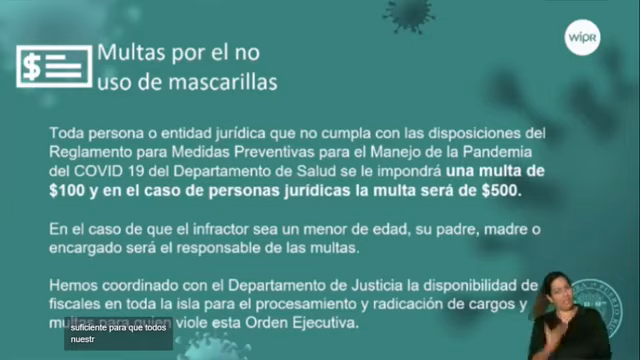 wipr
Multas por el no
uso de mascarillas
Toda persona o entidad jurídica que no cumpla con las disposiciones del
Reglamento para Medidas Preventivas para el Manejo de la Pandemia
del COVID 19 del Departamento de Salud se le impondrá una multa de
$100 y en el caso de personas jurídicas la multa será de $500.
En el caso de que el infractor sea un menor de edad, su padre, madre o
encargado será el responsable de las multas.
Hemos coordinado con el Departamento de Justicia la disponibilidad de
fiscales en toda la isla para el procesamiento y radicación de cargos y
multas para quien viole esta Orden Ejecutiva.
suficiente para que todos
nuestr